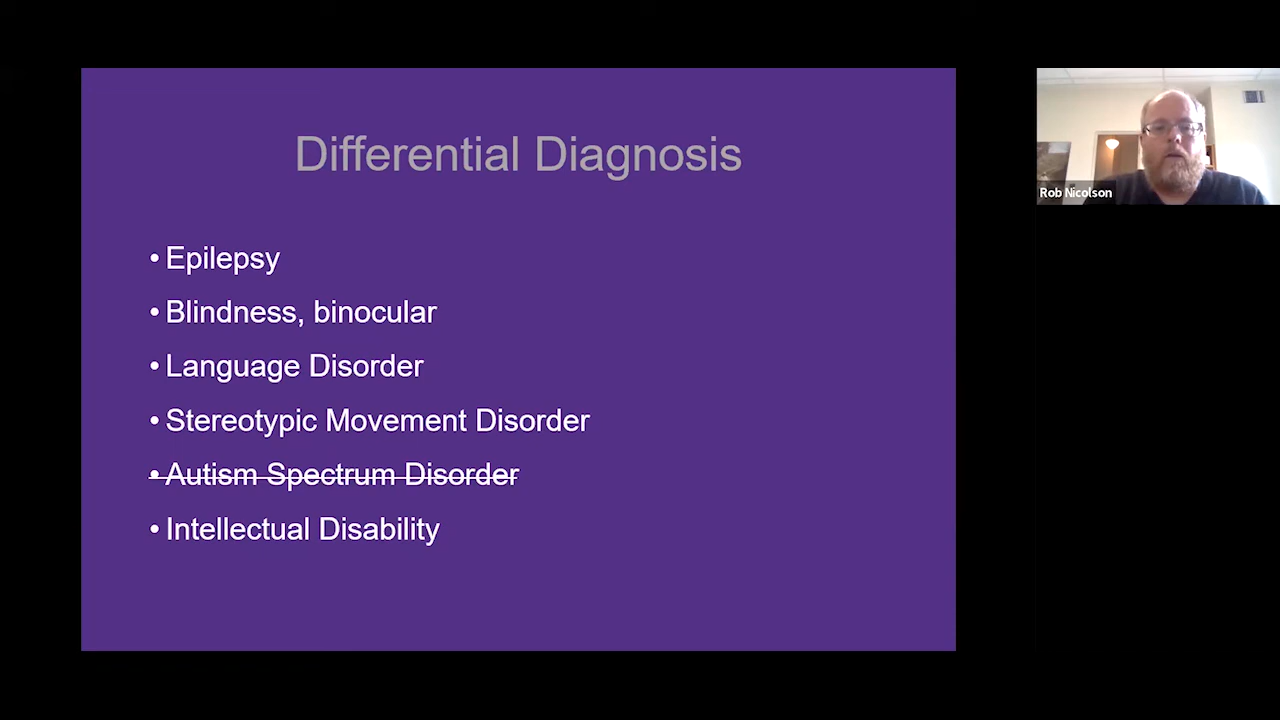 Differential Diagnosis
• Epilepsy
• Blindness, binocular
• Language Disorder
• Stereotypic Movement Disorder
• Autism Spectrum Disorder
• Intellectual Disability
Rob Nicolson